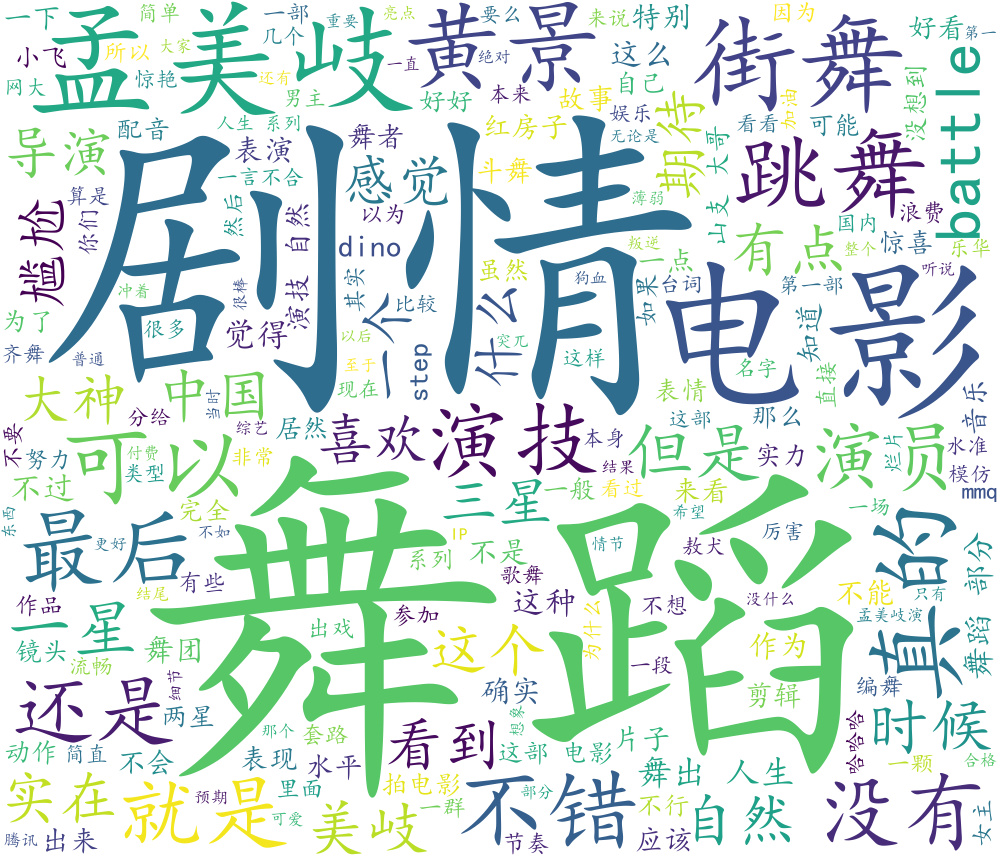 一下
简单
一部
几个
重要
亮点
要么
来说
特别
因为
好看
第一
小飞
所以
大家
孟美岐
黄景
一直
绝对
这么
街舞
battle
网大
惊艳
还有
男主
好好
本来
故事
自己
娱乐
期待
加油
没想到
导演
配音
人生
系列
舞者
红房子
无论是
大哥
看看
可能
表演
感觉
斗舞
跳舞
尴尬
算是
你们
一言不合
然后
剧情
以为
薄弱
山支
国内
浪费
自然
演技
dino
虽然
叛逆
一点
有点
整个
惊喜
乐华
为了
冲着
很棒
其实
一个
比较
什么
狗血
如果
台词
第一部
听说
电影
齐舞
普通
很多
觉得
以后
step
突兀
这样
名字
知道
直接
音乐
大神
中国
当时
至于
现在
表情
不要
分给
综艺
居然
喜欢
演技
本身
这部
那么
但是
演员
烂片
水准
努力
付费
类型
非常
可以
结果
实力
模仿
mmq
不过
完全
三星
一般
看过
来看
一场
东西
最后
更好
不如
舞蹈
IP
系列
不是
情节
希望
厉害
敖犬
真的
部分
有些
结尾
作品
歌舞
这种
不想
没什么
不能
只有
一星
出戏
参加
为什么
孟美岐演
镜头
舞团
这个
一段
作为
舞蹈
流畅
细节
还是
两星
确实
剪辑
编舞
时候
动作
简直
不会
那个
套路
表现
水平
看到
想象
这部
电影
片子
舞出
人生
哈哈哈
一颗
合格
实在
就是
预期
里面
可爱
拍电影
美岐
一群
不错
部分
不行
自然
没有
腾讯
出来
节奏
应该
女主